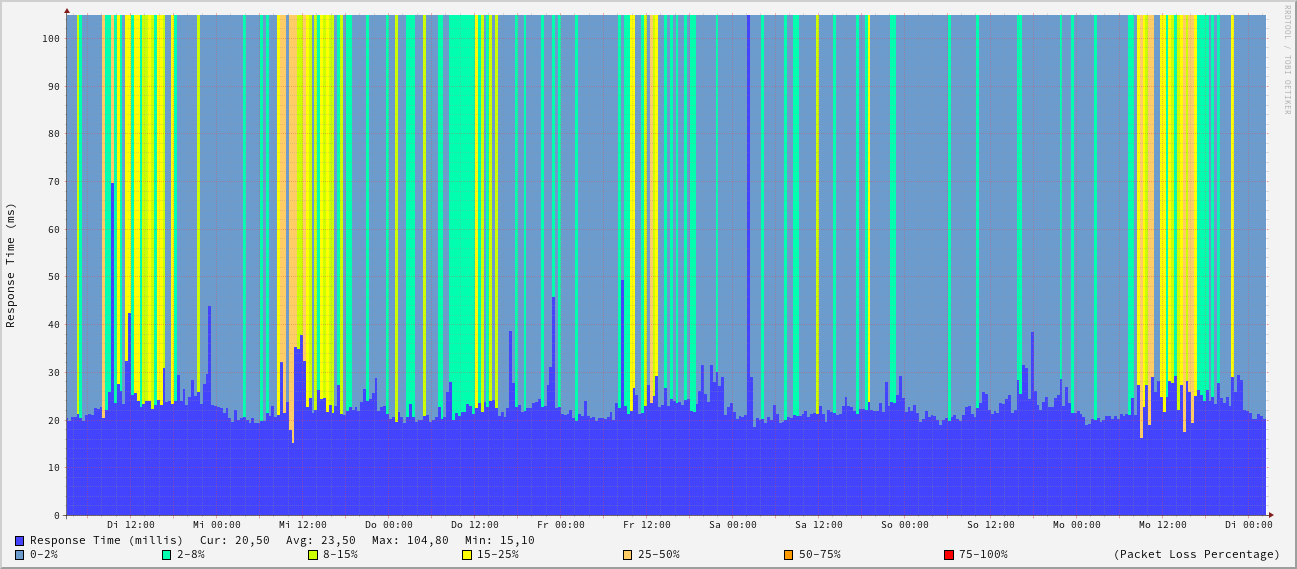 RRDTOOL / TOBI OETIKER
Response Time (ms)
100
90
80
70
60
50
40
30
20
10
0
Di 12:00 Mi 00:00 Mi 12:00 Do 00:00 Do 12:00 Fr 00:00 Fr 12:00 Sa 00:00 Sa 12:00 So 00:00 So 12:00 Mo 00:00 Mo 12:00 Di 00:00
Response Time (millis) Cur: 20,50 Avg: 23,50 Max: 104,80 Min: 15,10
0-2% 2-8% 8-15% 15-25% 25-50% 50-75% 75-100% (Packet Loss Percentage)